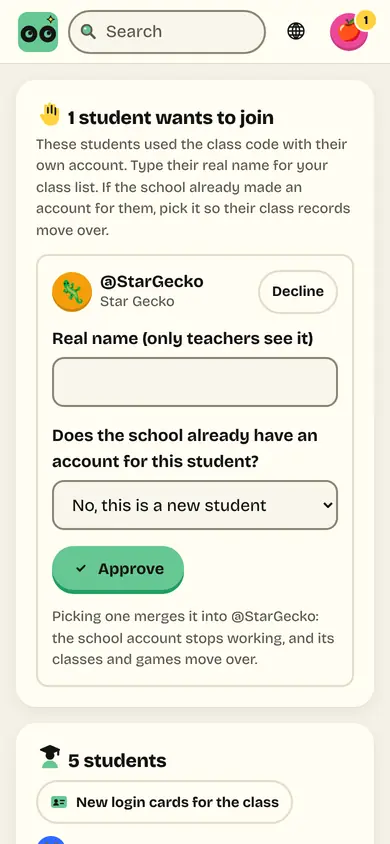 Search
1
1 student wants to join
These students used the class code with their
own account. Type their real name for your
class list. If the school already made an
account for them, pick it so their class records
move over.
@StarGecko
Star Gecko
Decline
Real name (only teachers see it)
Does the school already have an
account for this student?
No, this is a new student
Approve
Picking one merges it into @StarGecko:
the school account stops working, and its
classes and games move over.
5 students
New login cards for the class